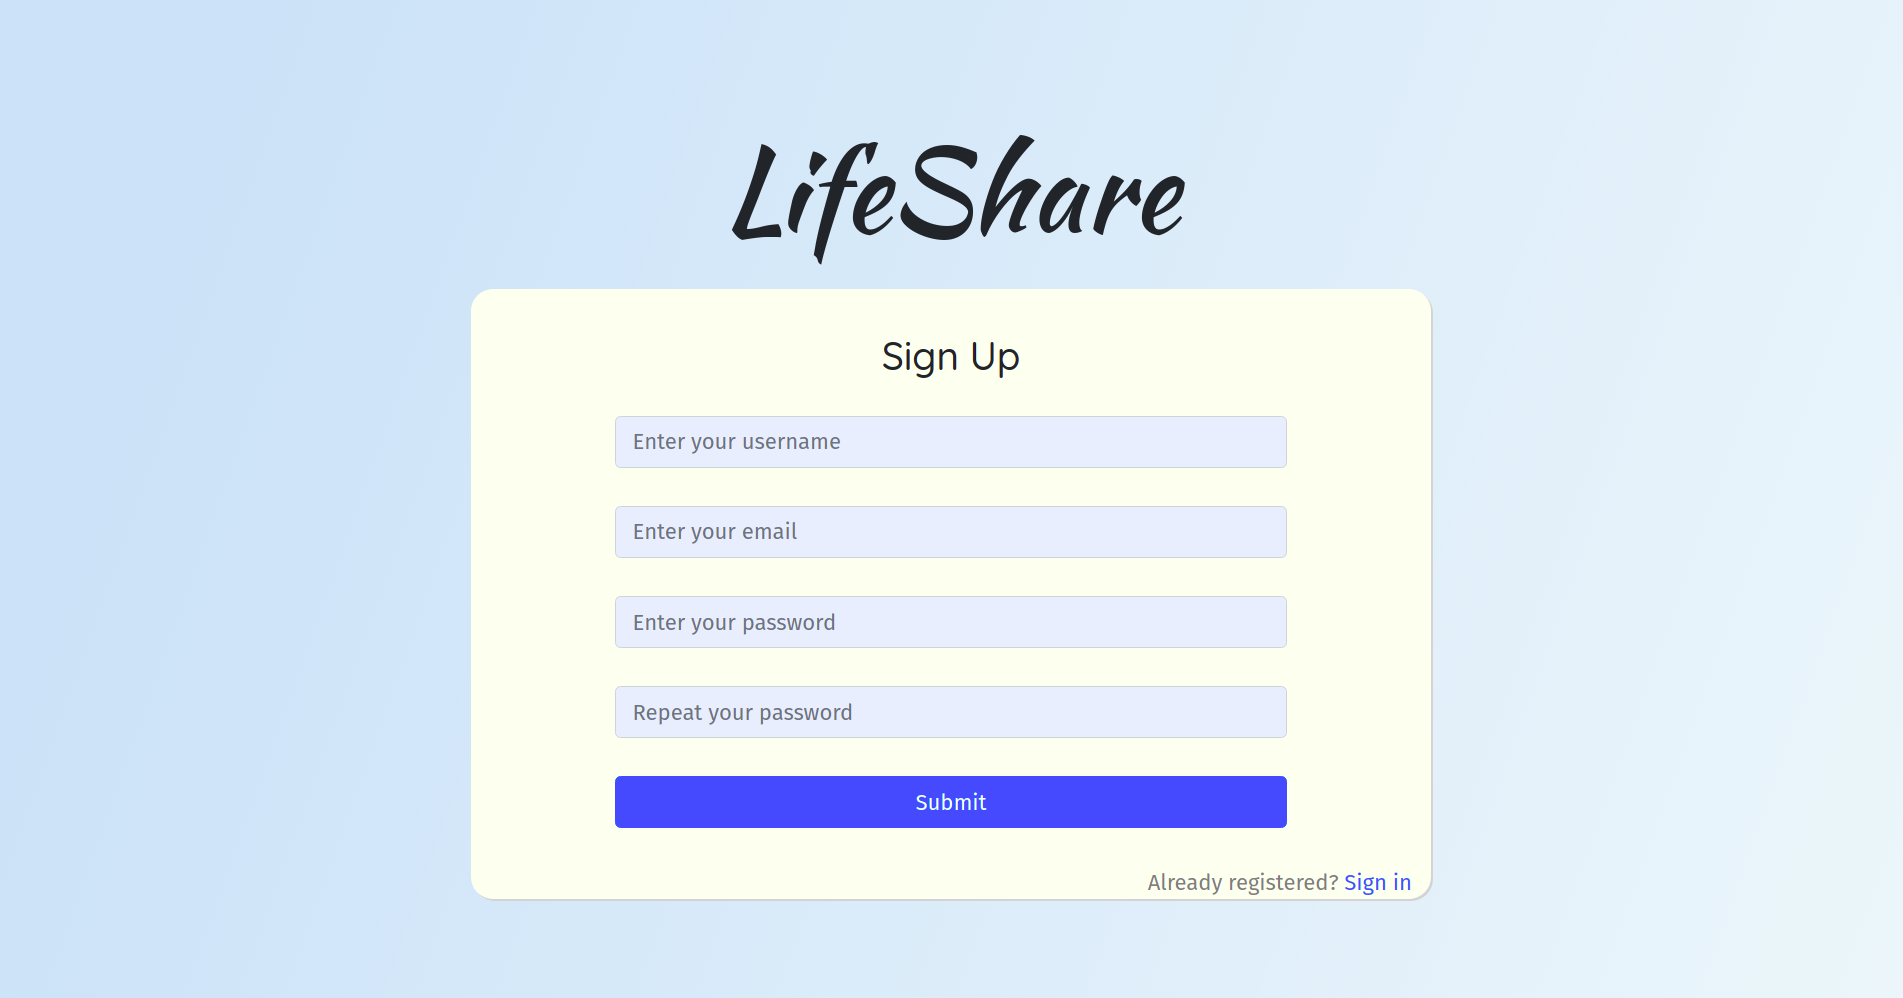 LifeShare
Sign Up
Enter your username
Enter your email
Enter your password
Repeat your password
Submit
Already registered? Sign in